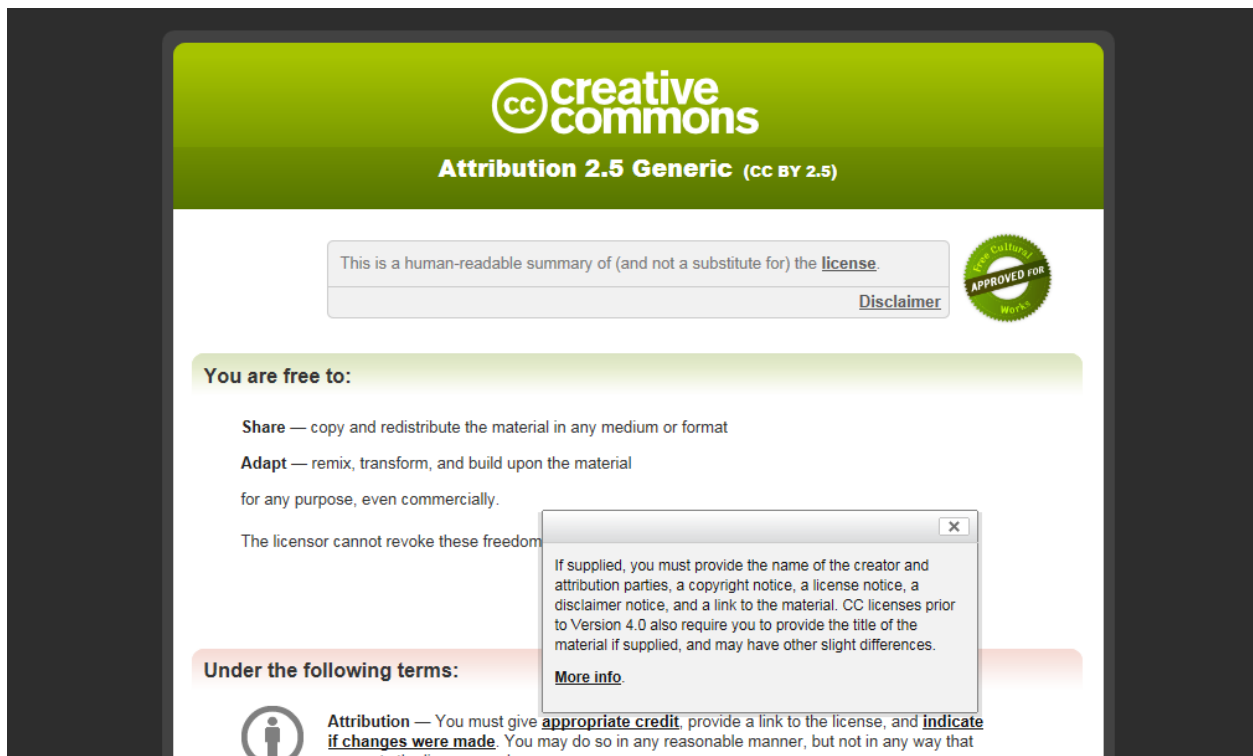 cc creative
commons
Attribution 2.5 Generic (CC BY 2.5)
This is a human-readable summary of (and not a substitute for) the license.
Disclaimer
Free Cultural
APPROVED FOR
Works
You are free to:
Share — copy and redistribute the material in any medium or format
Adapt — remix, transform, and build upon the material
for any purpose, even commercially.
The licensor cannot revoke these freedom
If supplied, you must provide the name of the creator and
attribution parties, a copyright notice, a license notice, a
disclaimer notice, and a link to the material. CC licenses prior
to Version 4.0 also require you to provide the title of the
material if supplied, and may have other slight differences.
More info.
Under the following terms:
Attribution — You must give appropriate credit, provide a link to the license, and indicate
if changes were made. You may do so in any reasonable manner, but not in any way that